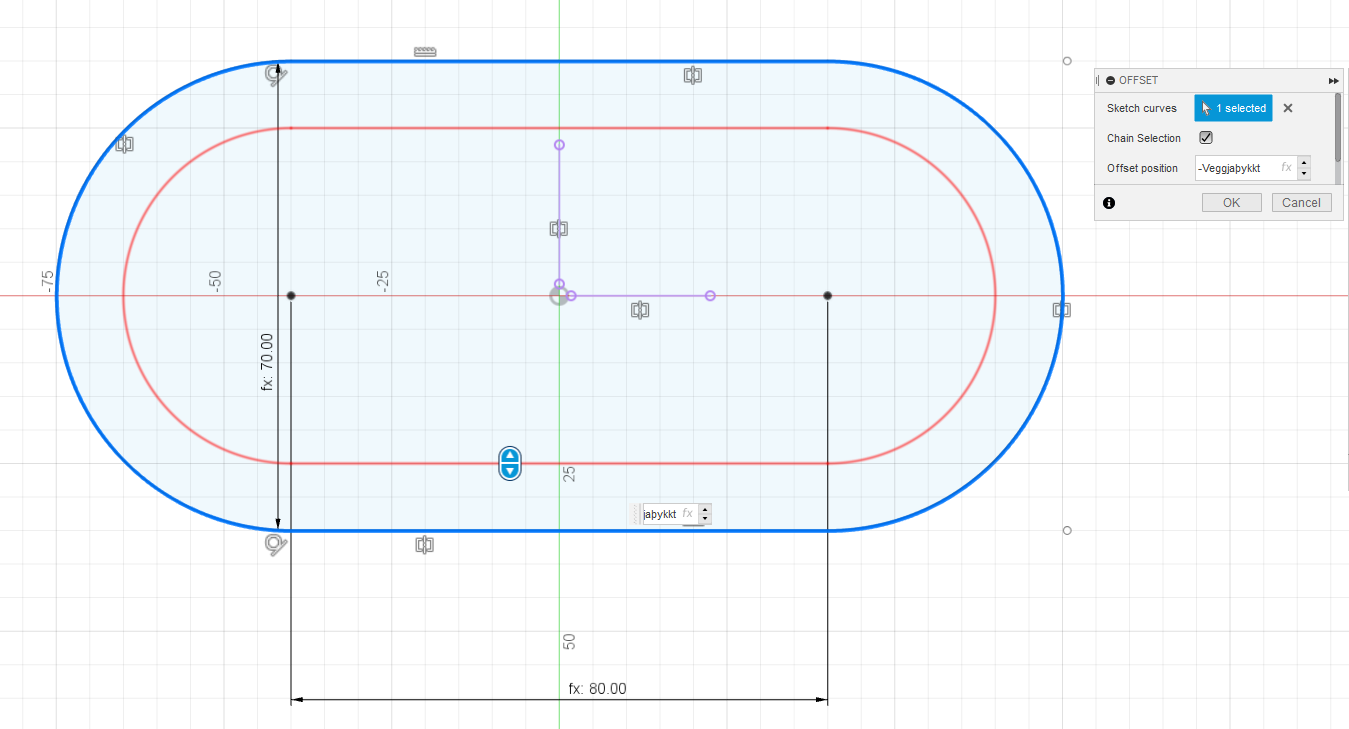 OFFSET
Sketch curves
1 selected
Chain Selection
Offset position
-Veggjaþykkt
fx
OK
Cancel
-75
-50
-25
fx: 70.00
25
jaþykkt
fx
50
fx: 80.00